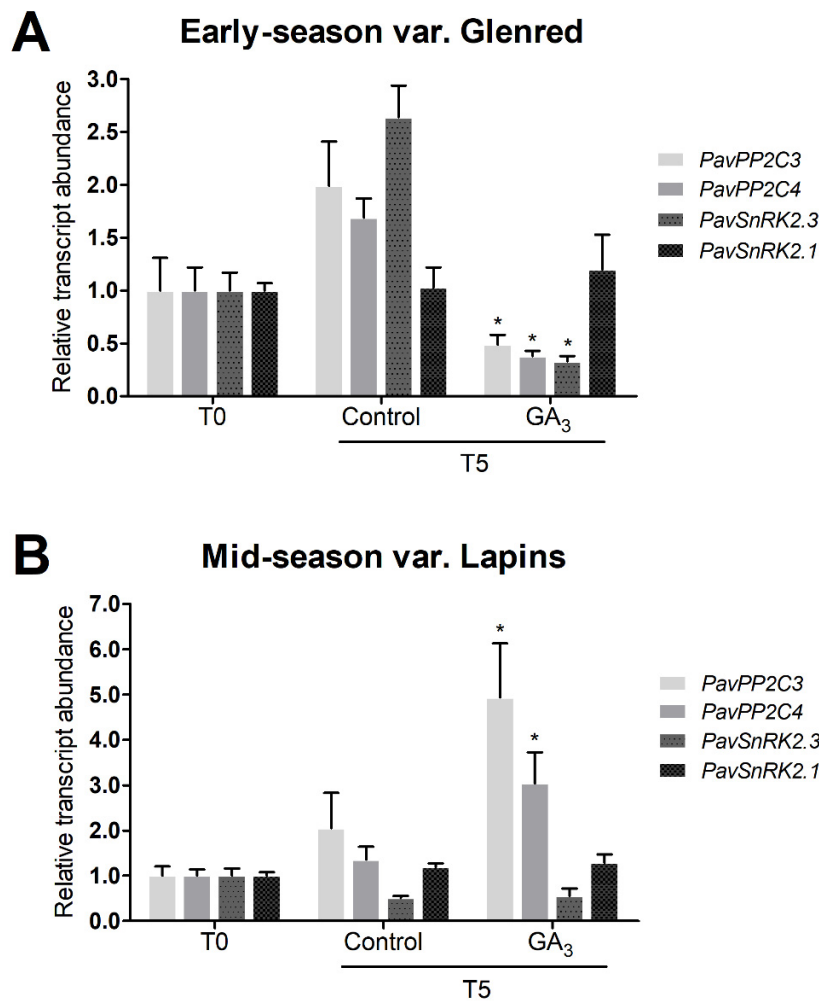 A
Early-season var. Glenred
Relative transcript abundance
3.0
2.5
2.0
1.5
1.0
0.5
0.0
* * *
T0 Control GA₃
T5
PavPP2C3
PavPP2C4
PavSnRK2.3
PavSnRK2.1
B
Mid-season var. Lapins
Relative transcript abundance
7.0
6.0
5.0
4.0
3.0
2.0
1.0
0.0
*
*
T0 Control GA₃
T5
PavPP2C3
PavPP2C4
PavSnRK2.3
PavSnRK2.1